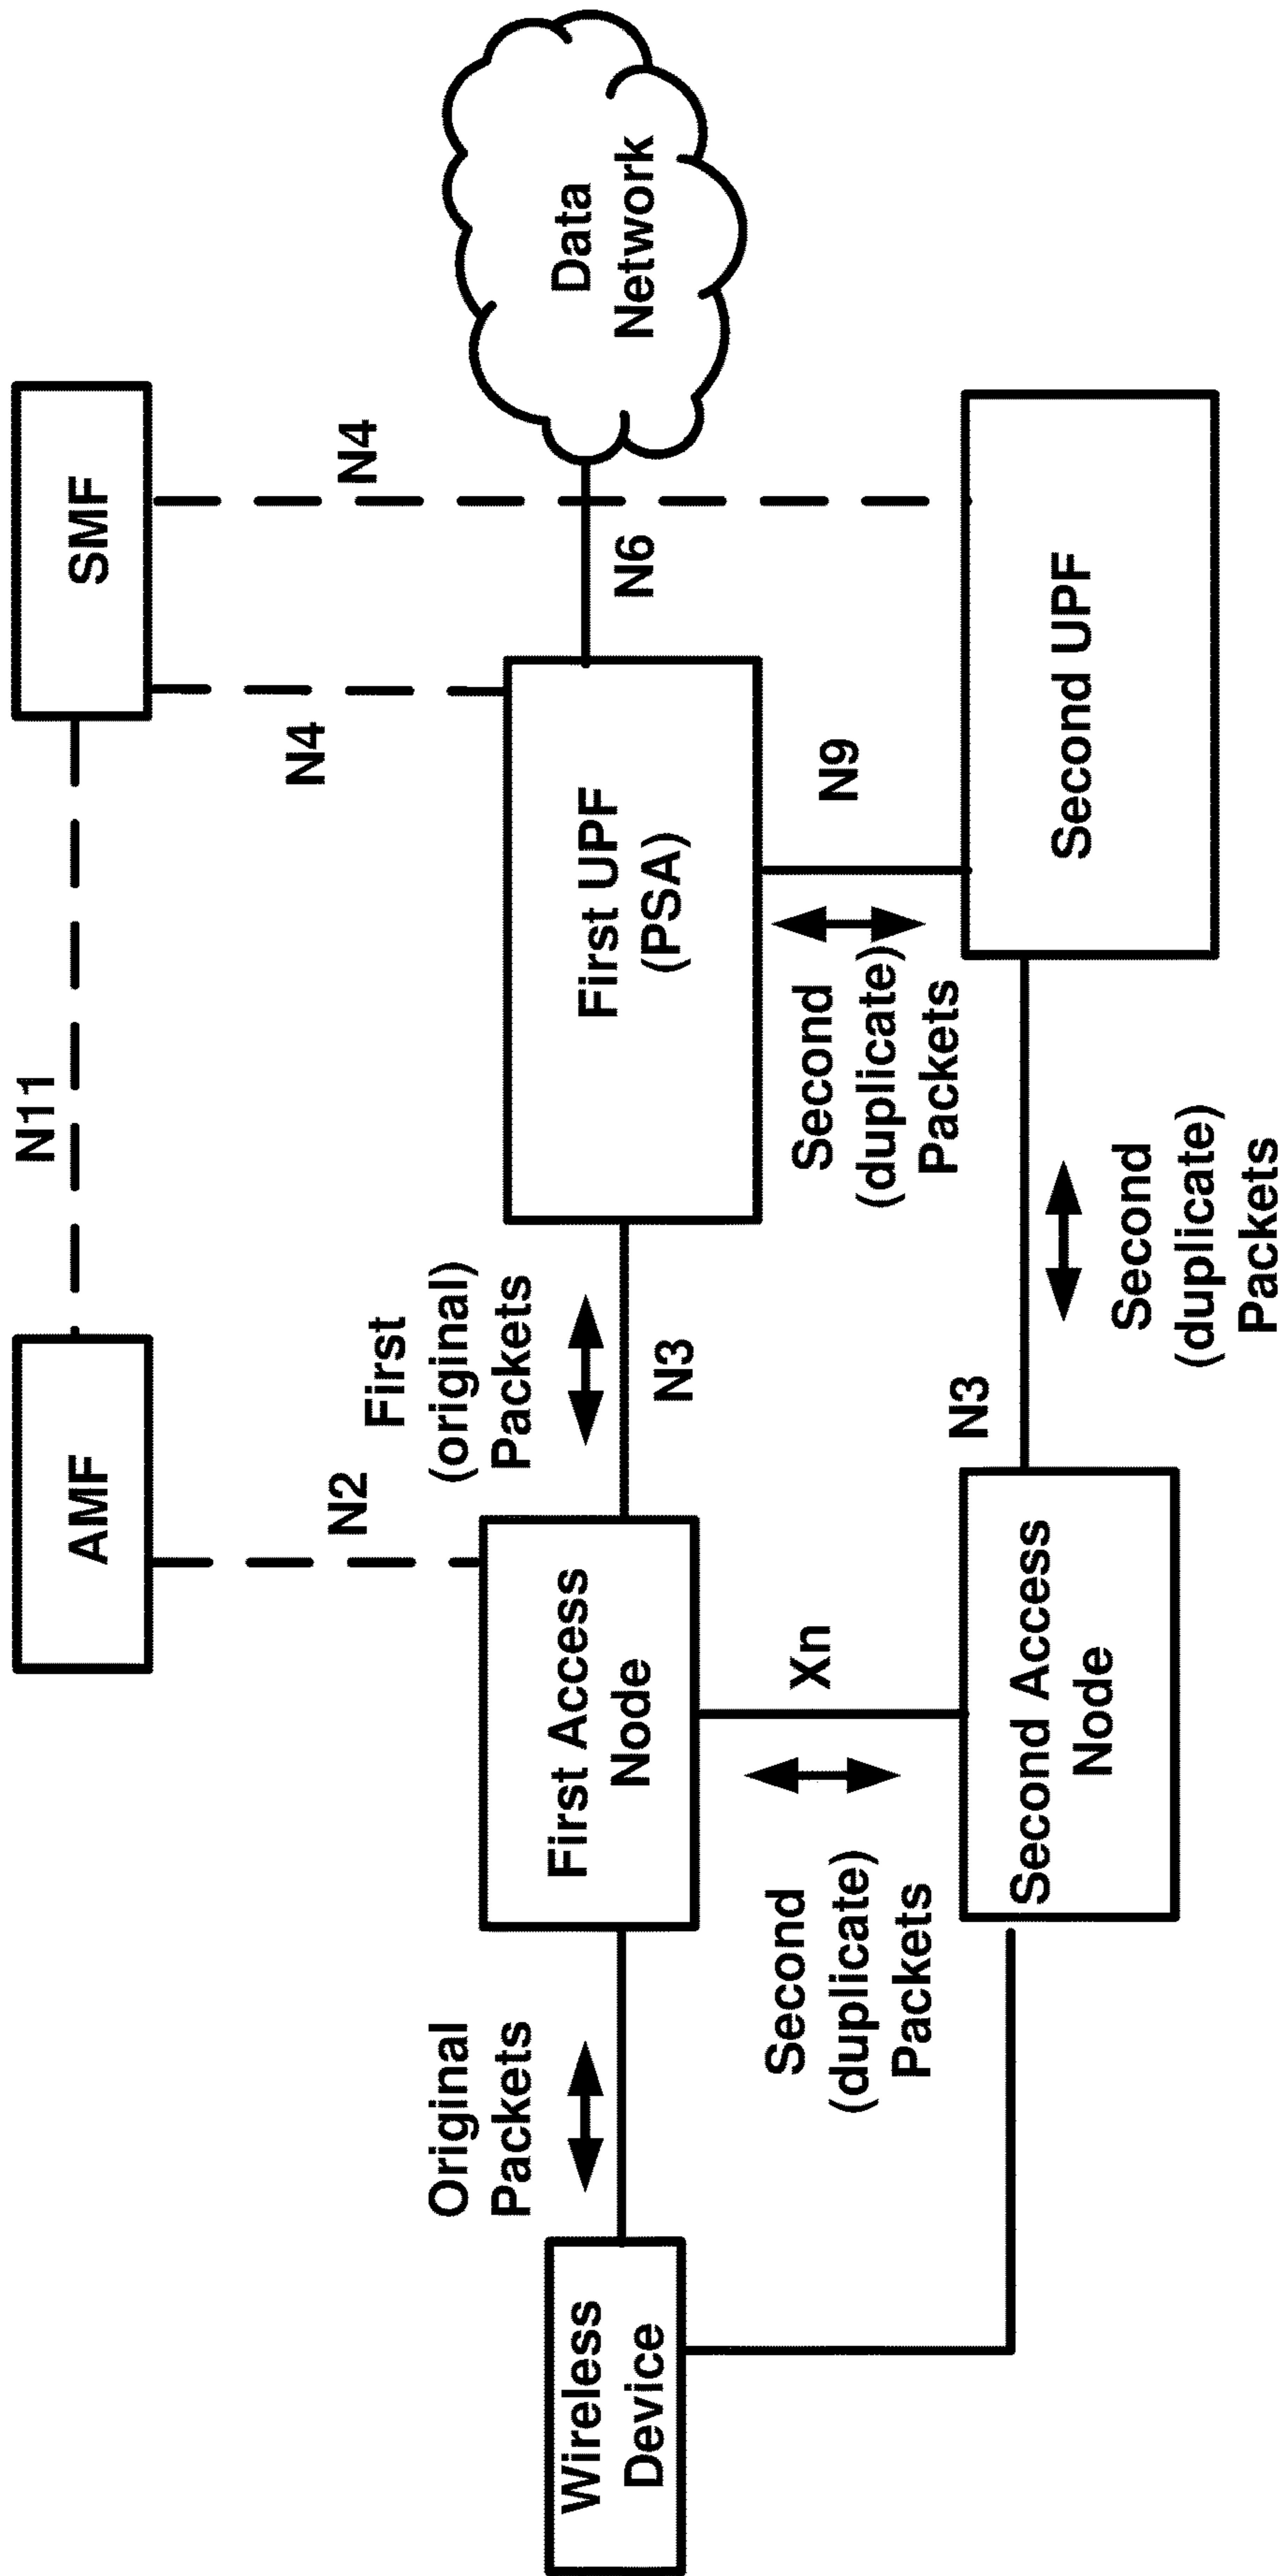 AMF
N11
SMF
N2
N4
N4
Original
Packets
First
(original)
Packets
Wireless
Device
First Access
Node
N3
First UPF
(PSA)
N6
Data
Network
Second
(duplicate)
Packets
Xn
Second
(duplicate)
Packets
N9
Second Access
Node
N3
Second
(duplicate)
Packets
Second UPF